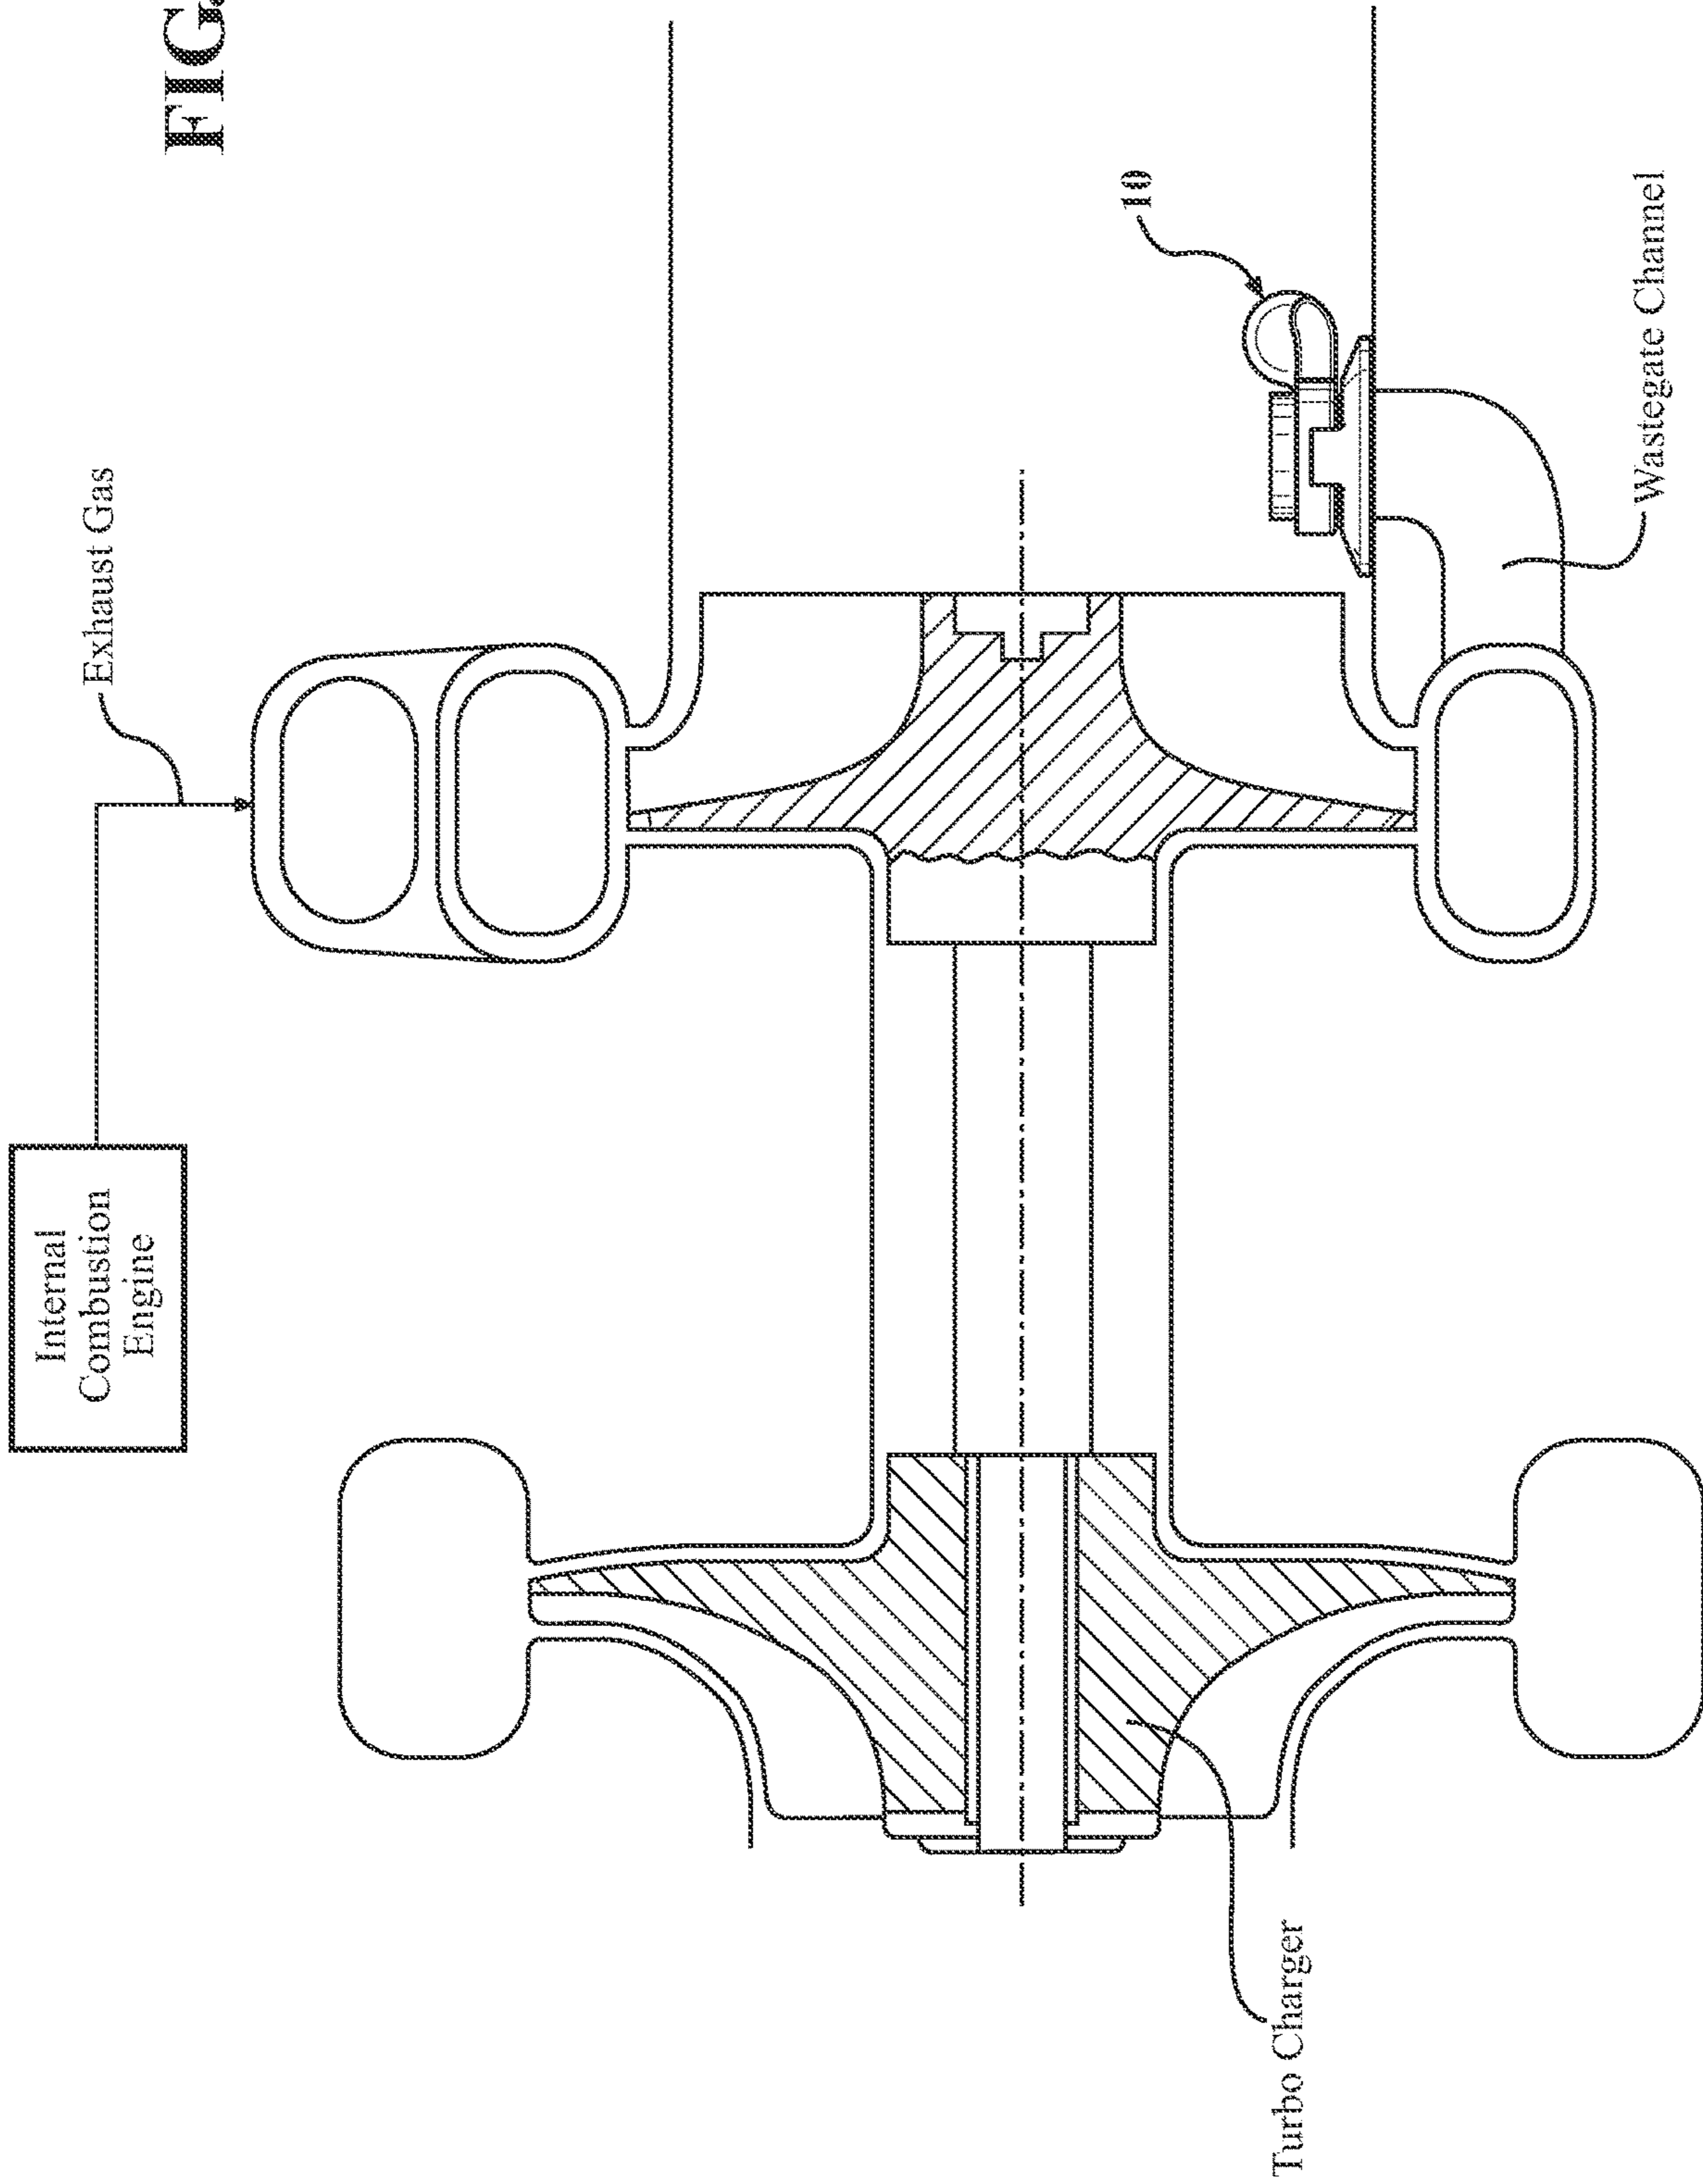 FIG.
Internal
Combustion
Engine
Exhaust Gas
10
Wastegate Channel
Turbo Charger